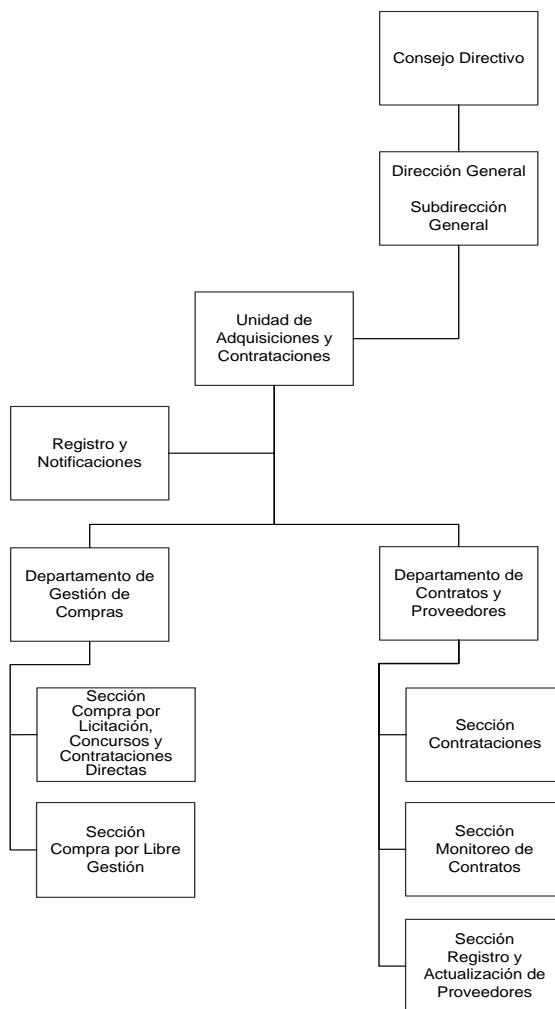 Consejo Directivo
Dirección General
Subdirección
General
Unidad de
Adquisiciones y
Contrataciones
Registro y
Notificaciones
Departamento de
Gestión de
Compras
Departamento de
Contratos y
Proveedores
Sección
Compra por
Licitación,
Concursos y
Contrataciones
Directas
Sección
Compra por Libre
Gestión
Sección
Contrataciones
Sección
Monitoreo de
Contratos
Sección
Registro y
Actualización de
Proveedores